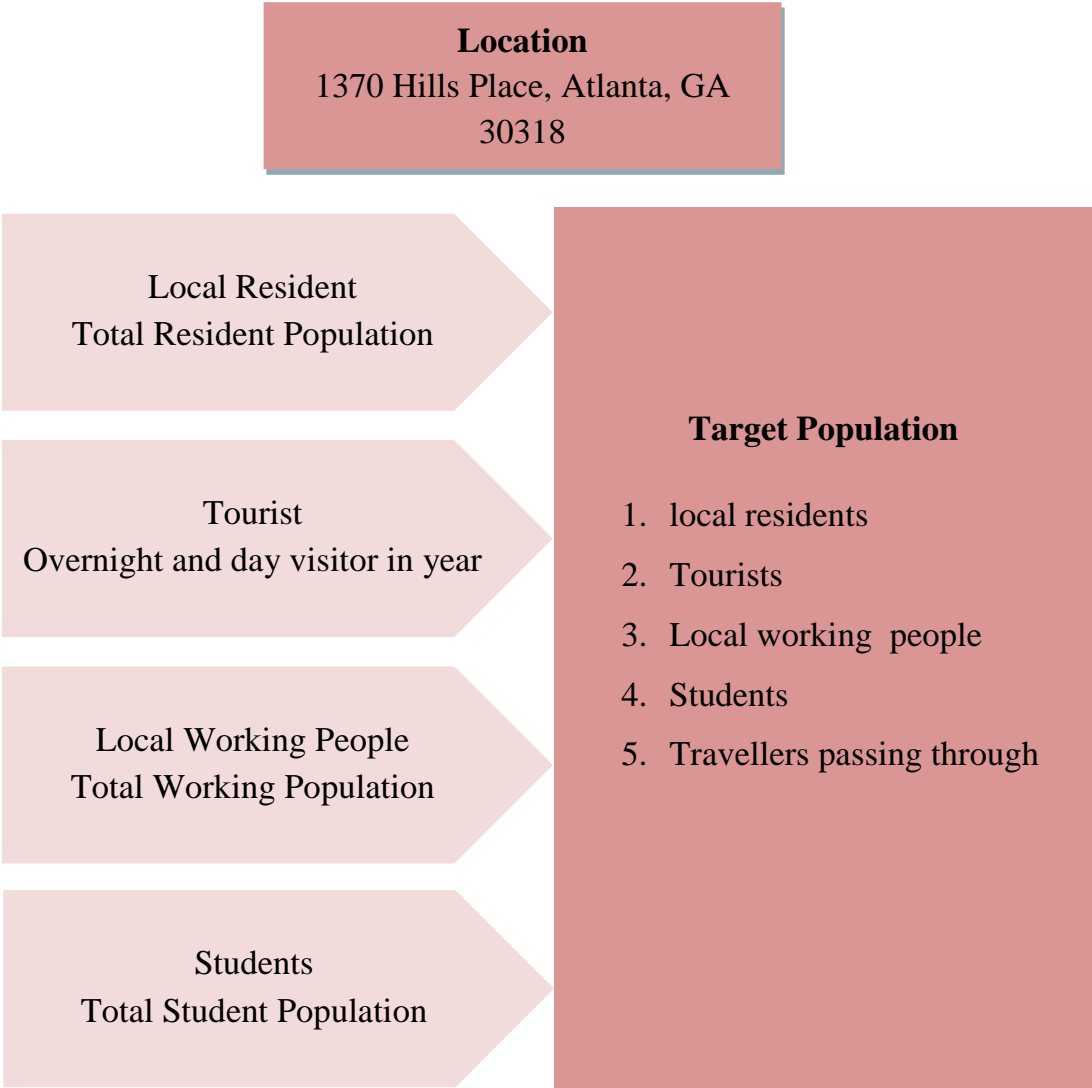 Location
1370 Hills Place, Atlanta, GA
30318
Local Resident
Total Resident Population
Tourist
Overnight and day visitor in year
Local Working People
Total Working Population
Students
Total Student Population
Target Population
1. local residents
2. Tourists
3. Local working people
4. Students
5. Travellers passing through